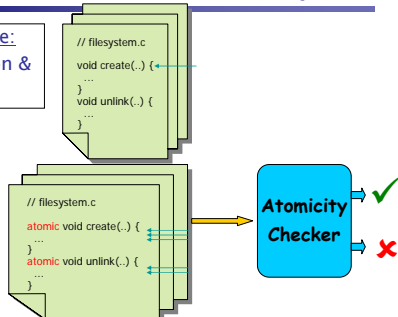 e:
n &
// filesystem.c
void create(..) {
...
}
void unlink(..) {
...
}
// filesystem.c
atomic void create(..) {
...
}
atomic void unlink(..) {
...
}
Atomicity
Checker